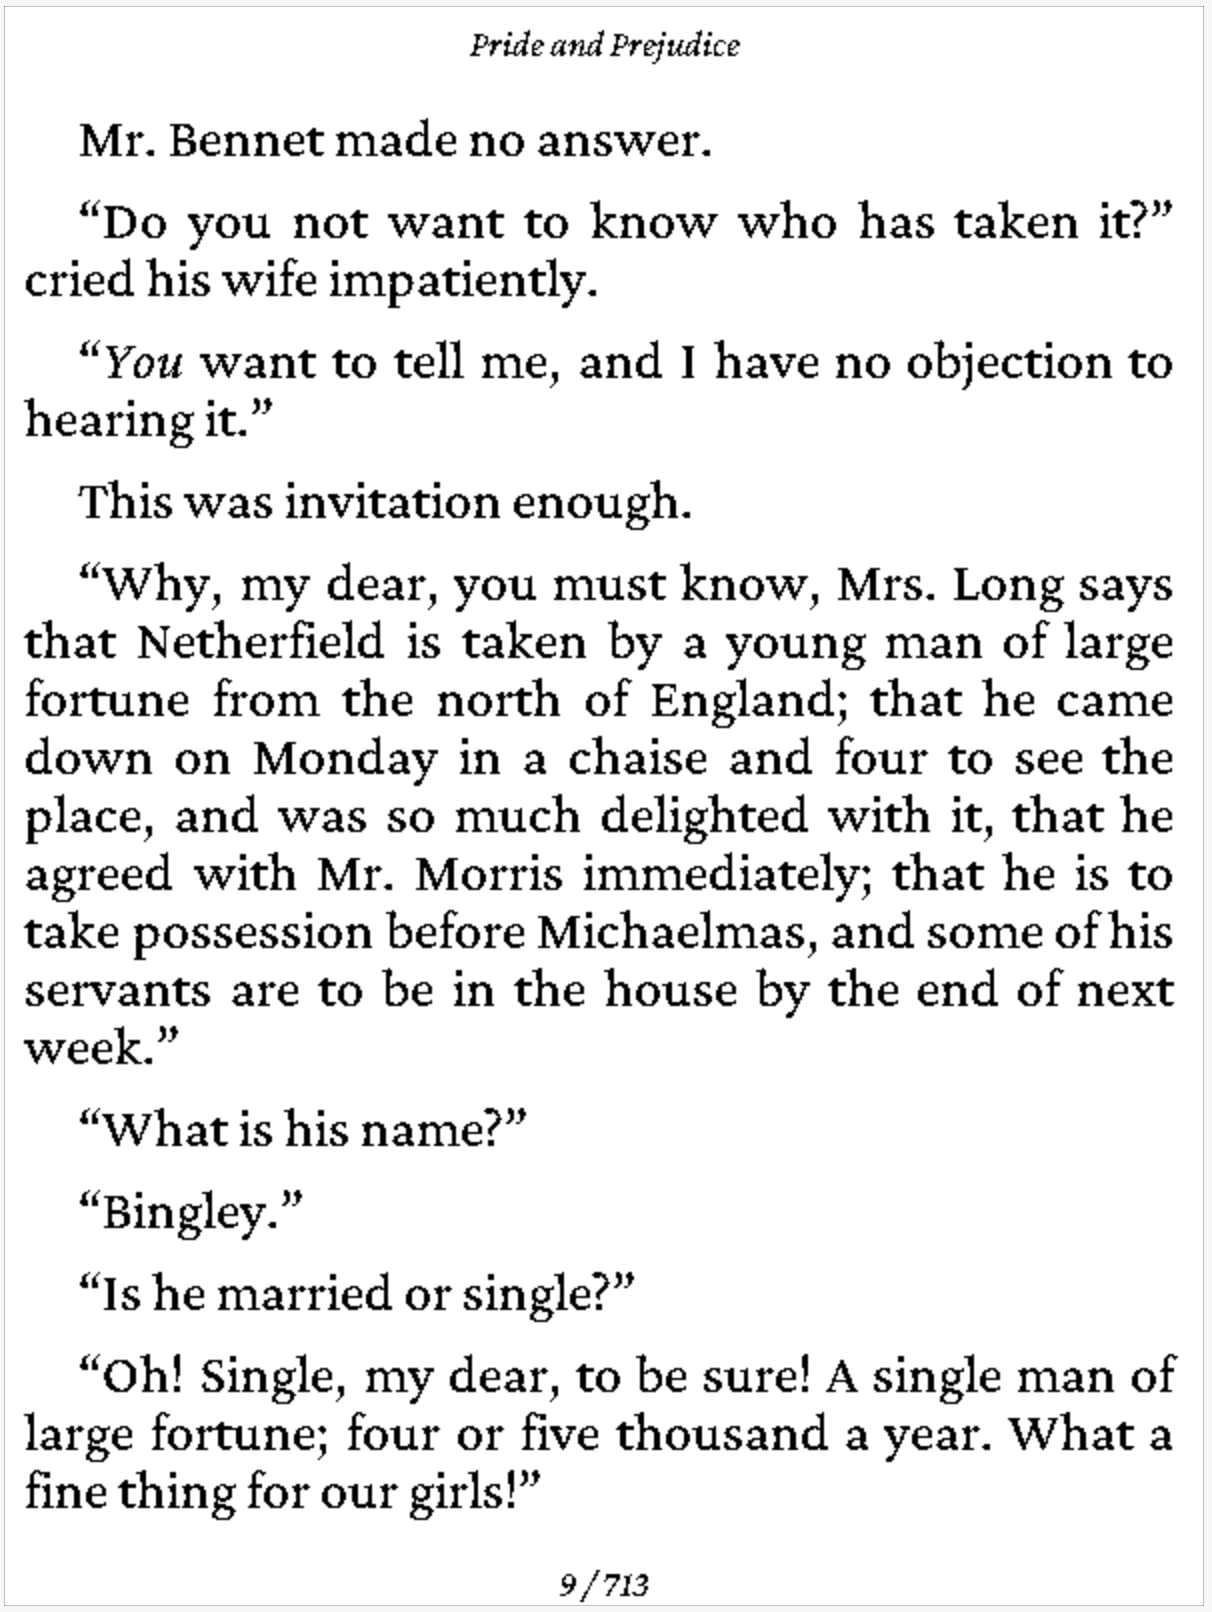 Pride and Prejudice
Mr. Bennet made no answer.
“Do you not want to know who has taken it?”
cried his wife impatiently.
“You want to tell me, and I have no objection to
hearing it.”
This was invitation enough.
“Why, my dear, you must know, Mrs. Long says
that Netherfield is taken by a young man of large
fortune from the north of England; that he came
down on Monday in a chaise and four to see the
place, and was so much delighted with it, that he
agreed with Mr. Morris immediately; that he is to
take possession before Michaelmas, and some of his
servants are to be in the house by the end of next
week.”
“What is his name?”
“Bingley.”
“Is he married or single?”
“Oh! Single, my dear, to be sure! A single man of
large fortune; four or five thousand a year. What a
fine thing for our girls!”
9 / 713